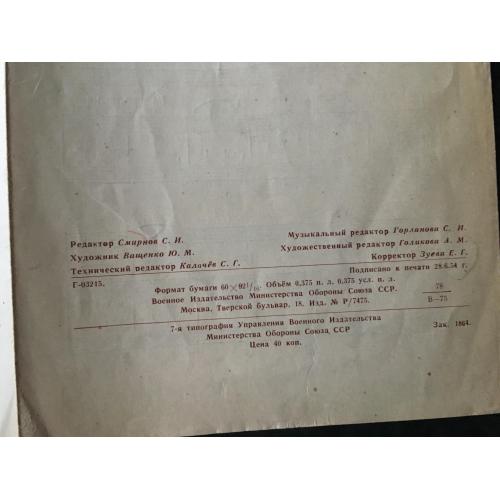 Редактор Смирнов С. И.
Музыкальный редактор Горланова С. И.
Художник Ващенко Ю. М.
Художественный редактор Голикова А. М.
Технический редактор Калачёв С. Г.
Корректор Зуева Е. Г.
Г-03215.
Подписано к печати 28.6.54 г.
Формат бумаги 60×92¹/₁₆. Объём 0,375 п. л. 0,375 усл. п. л.
Военное Издательство Министерства Обороны Союза ССР.
78
Москва, Тверской бульвар, 18. Изд. № Р/7475.
В—75
7-я типография Управления Военного Издательства
Министерства Обороны Союза ССР
Зак. 1864.
Цена 40 коп.